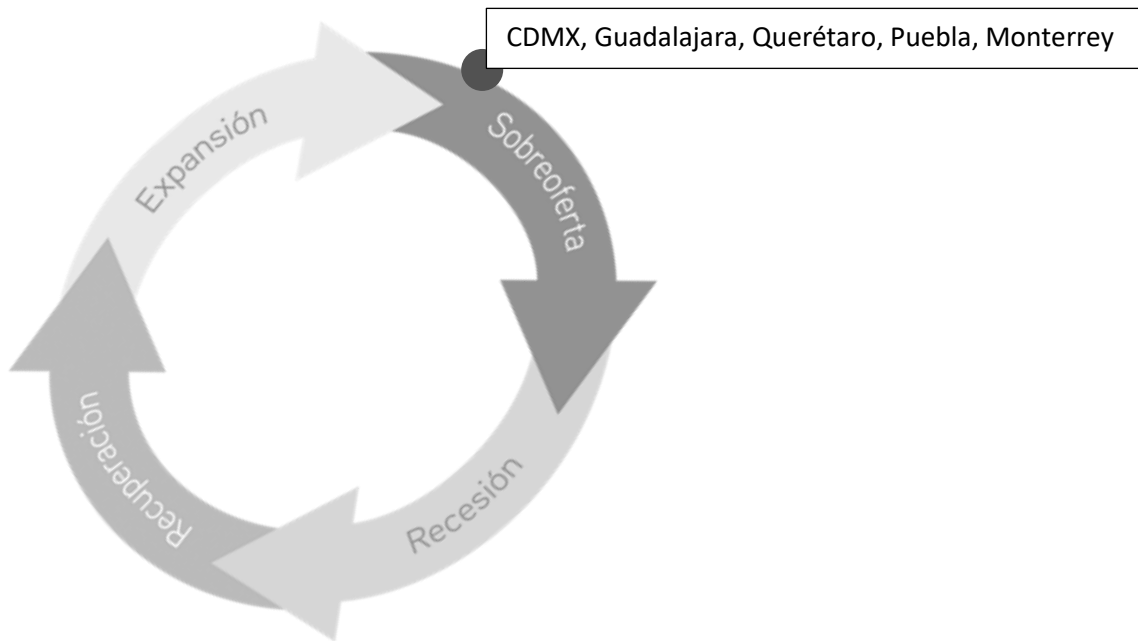 CDMX, Guadalajara, Querétaro, Puebla, Monterrey
Expansión
Sobreoferta
Recuperación
Recesión